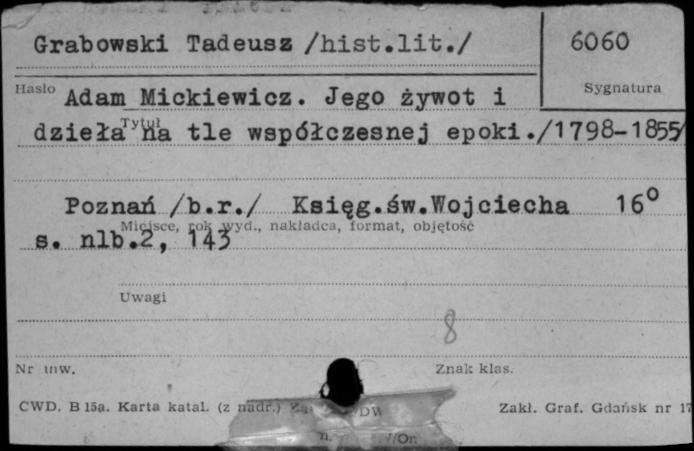 Grabowski Tadeusz /hist.lit./ 6060
Hasło Sygnatura
Adam Mickiewicz. Jego żywot i
Tytuł
dzieła na tle współczesnej epoki./1798-1855/
Poznań /b.r./ Księg.św.Wojciecha 16°
Miejsce, rok wyd., nakładca, format, objętość
s. nlb.2, 143
Uwagi
8
Nr inw. Znak klas.
CWD. B 15a. Karta katal. (z nadr.) Zakł. Graf. Gdańsk nr 17